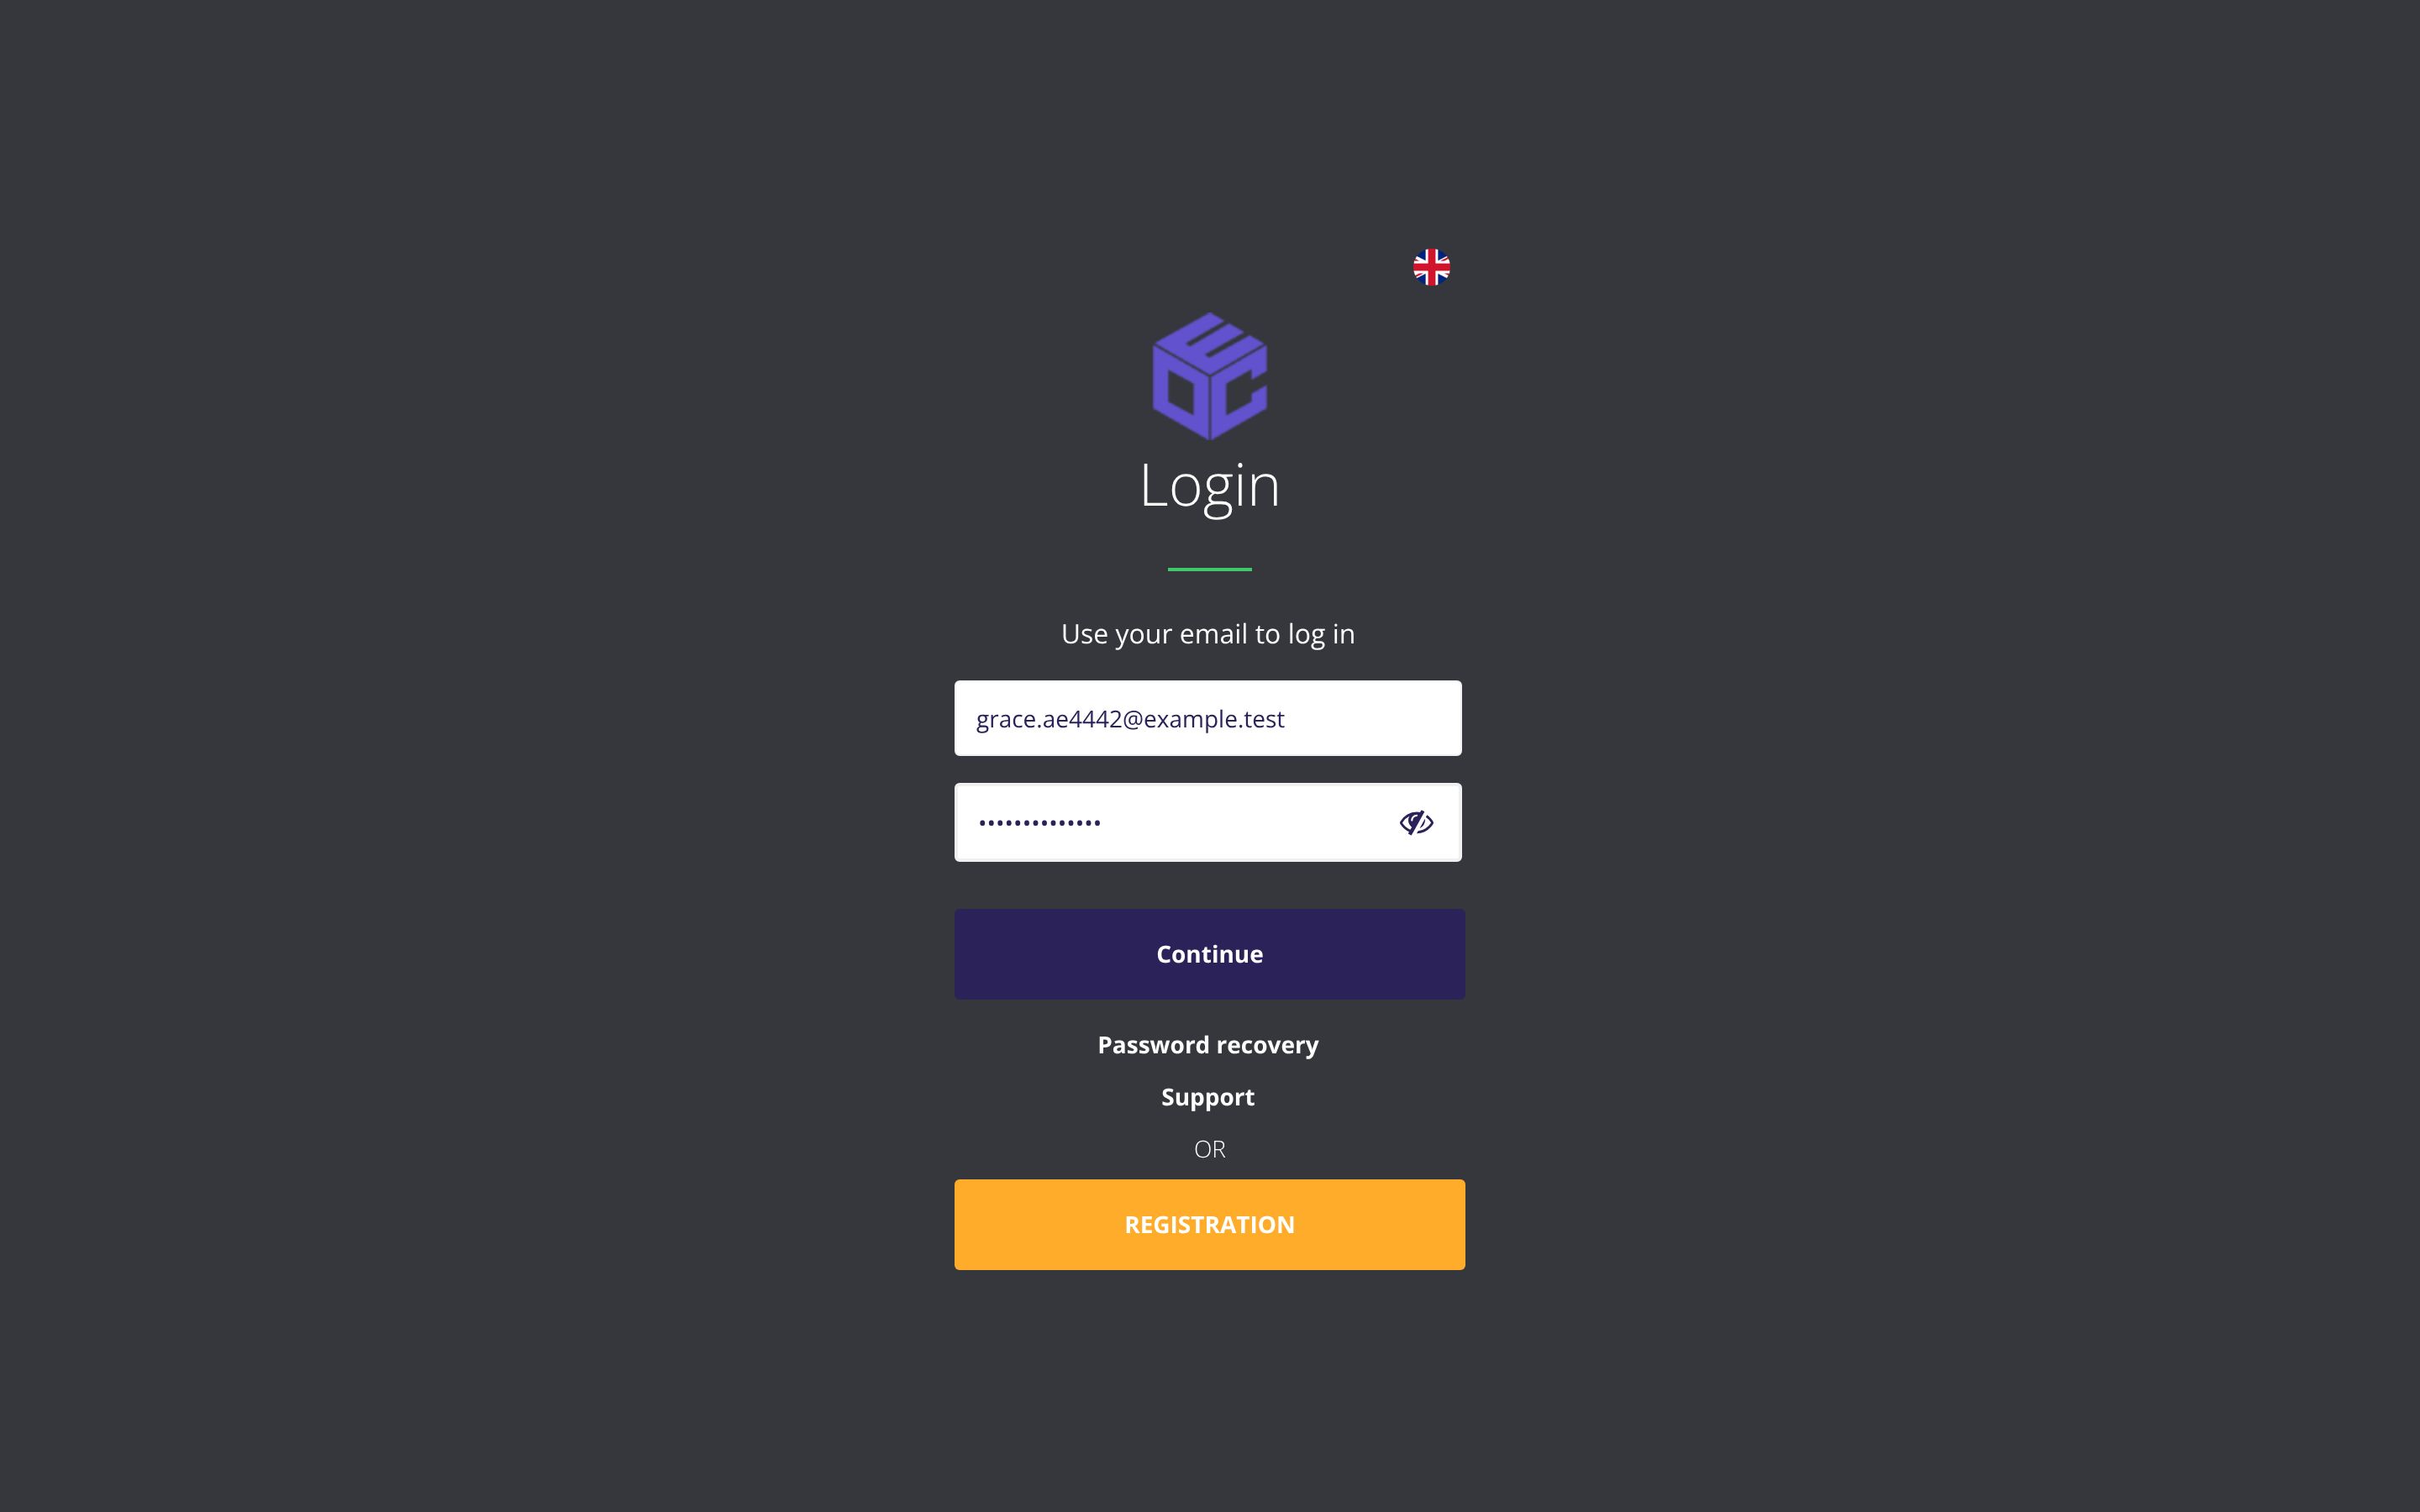 Login
Use your email to log in
grace.ae4442@example.test
••••••••••••••
Continue
Password recovery
Support
OR
REGISTRATION